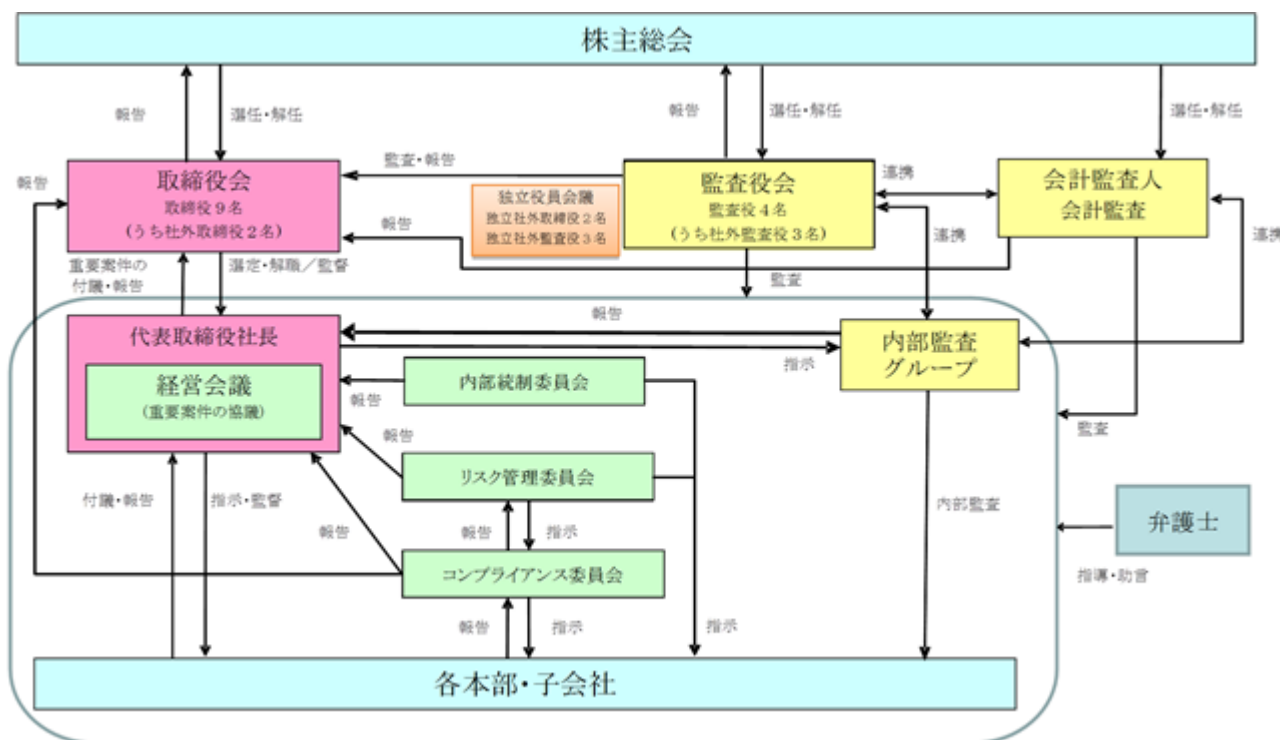 株主総会
報告
選任・解任
報告
選任・解任
選任・解任
報告
取締役会
取締役9名
(うち社外取締役2名)
監査・報告
独立役員会議
独立社外取締役2名
独立社外監査役3名
報告
監査役会
監査役4名
(うち社外監査役3名)
連携
会計監査人
会計監査
連携
連携
重要案件の
付議・報告
選定・解職／監督
監査
代表取締役社長
経営会議
(重要案件の協議)
報告
指示
内部監査
グループ
内部統制委員会
報告
報告
監査
リスク管理委員会
付議・報告
指示・監督
報告
報告
指示
内部監査
弁護士
指導・助言
コンプライアンス委員会
報告
指示
指示
各本部・子会社